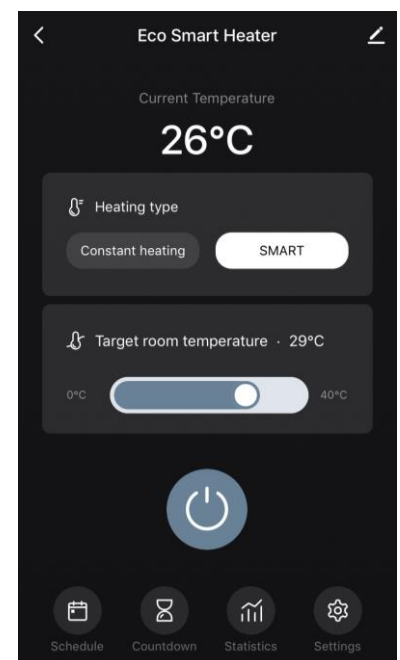 Eco Smart Heater
Current Temperature
26°C
Heating type
Constant heating SMART
Target room temperature · 29°C
0°C 40°C
Schedule Countdown Statistics Settings